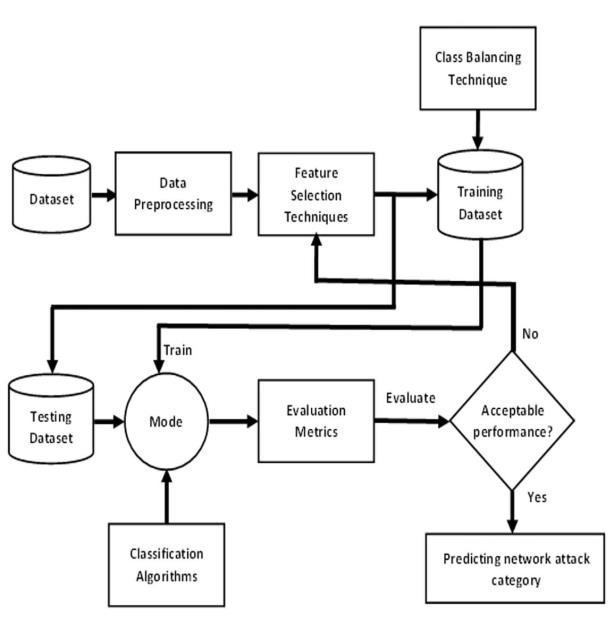 Class Balancing
Technique
Dataset
Data
Preprocessing
Feature
Selection
Techniques
Training
Dataset
No
Train
Testing
Dataset
Mode
Evaluation
Metrics
Evaluate
Acceptable
performance?
Yes
Classification
Algorithms
Predicting network attack
category